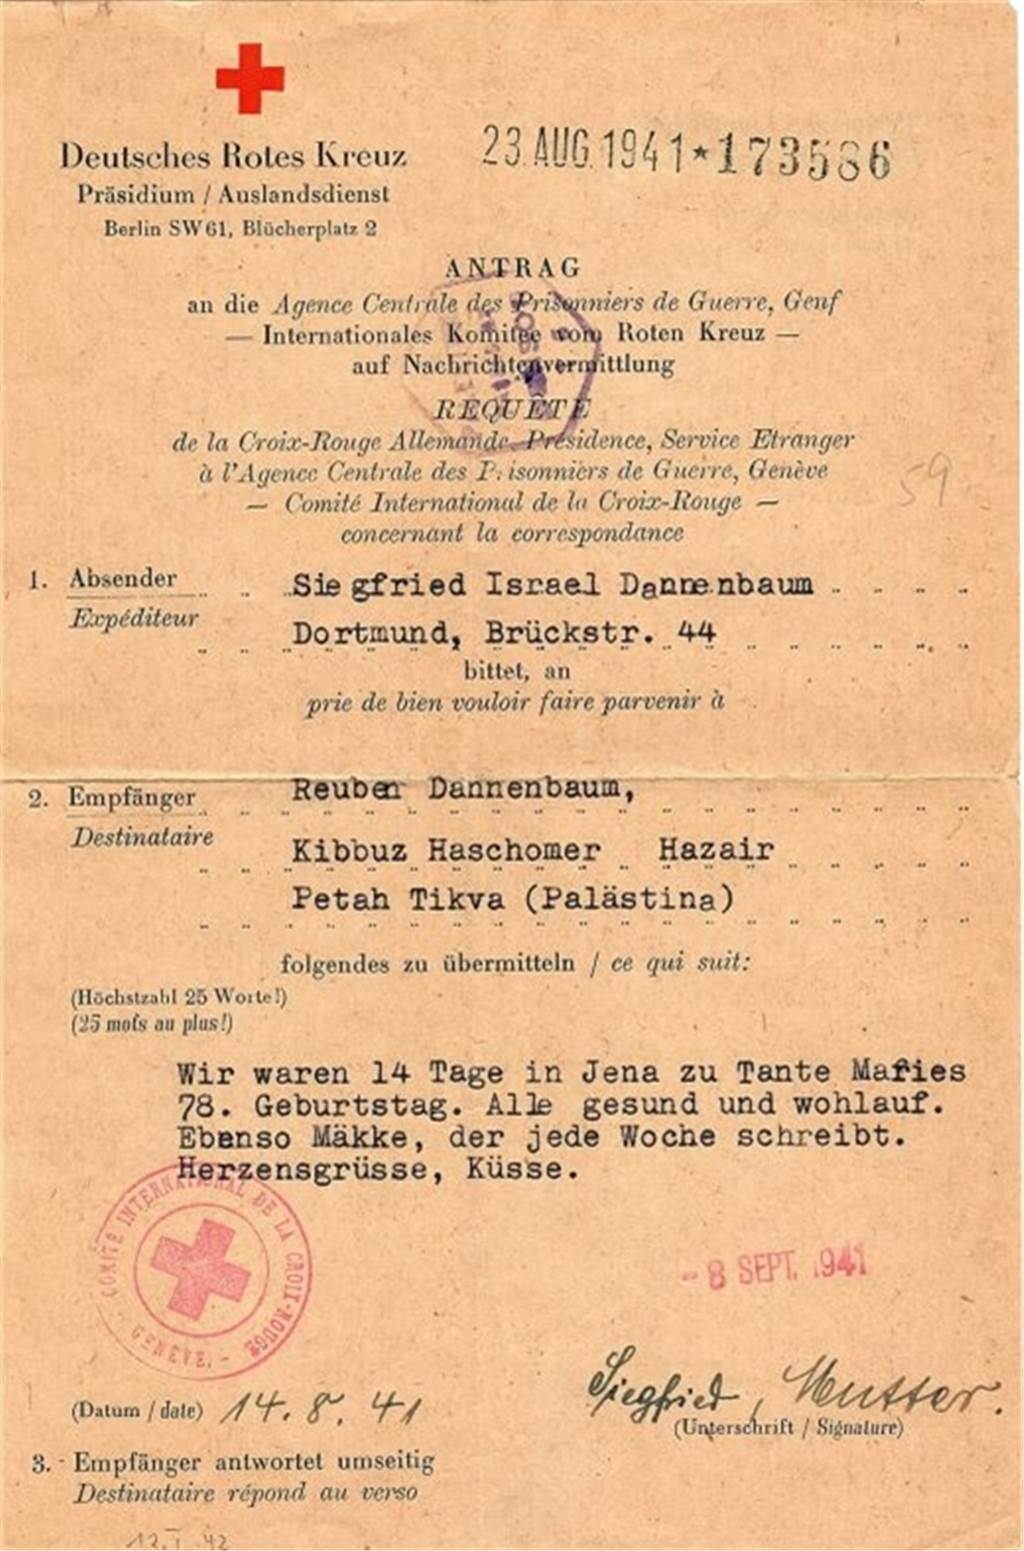 Deutsches Rotes Kreuz
Präsidium / Auslandsdienst
Berlin SW 61, Blücherplatz 2
23 AUG. 1941 * 173586
ANTRAG
an die Agence Centrale des Prisonniers de Guerre, Genf
— Internationales Komitee vom Roten Kreuz —
auf Nachrichtenvermittlung
REQUÊTE
de la Croix-Rouge Allemande, Présidence, Service Etranger
à l'Agence Centrale des Prisonniers de Guerre, Genève
— Comité International de la Croix-Rouge —
concernant la correspondance
59
1. Absender
Expéditeur
Siegfried Israel Dannenbaum
Dortmund, Brückstr. 44
bittet, an
prie de bien vouloir faire parvenir à
2. Empfänger
Destinataire
Reuben Dannenbaum,
Kibbuz Haschomer Hazair
Petah Tikva (Palästina)
folgendes zu übermitteln / ce qui suit:
(Höchstzahl 25 Worte!)
(25 mots au plus!)
Wir waren 14 Tage in Jena zu Tante Mariies
78. Geburtstag. Alle gesund und wohlauf.
Ebenso Mäkke, der jede Woche schreibt.
Herzensgrüsse, Küsse.
COMITÉ INTERNATIONAL DE LA CROIX-ROUGE
- GENÈVE. -
- 8 SEPT. 1941
(Datum / date) 14. 8. 41
Siegfried, Mutter.
(Unterschrift / Signature)
3. - Empfänger antwortet umseitig
Destinataire répond au verso
12. I. 42